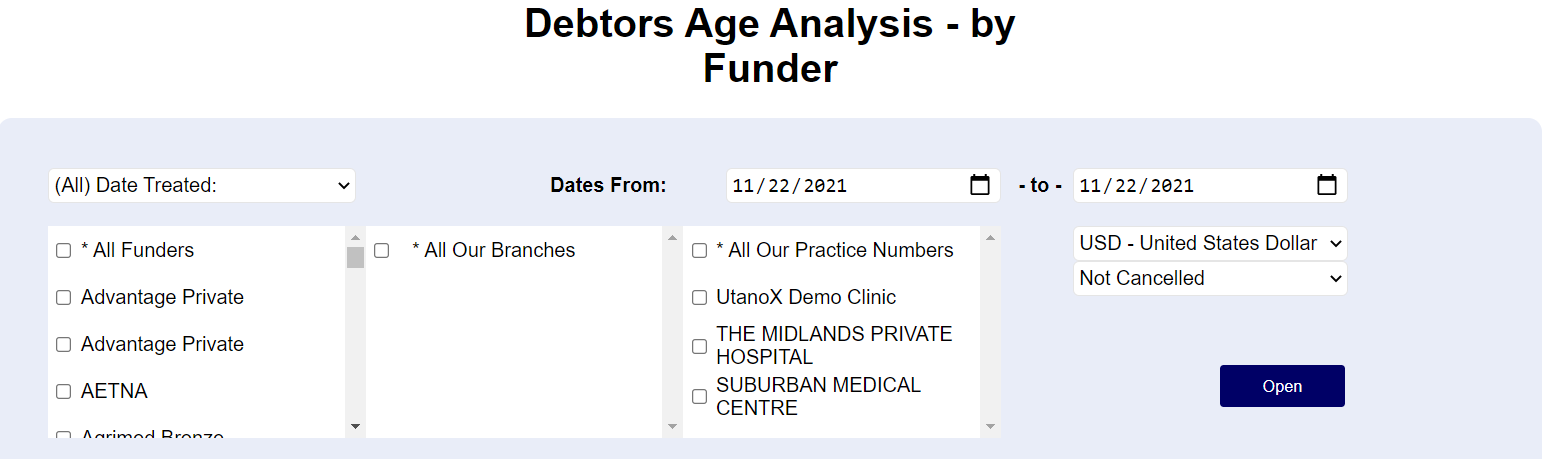 Debtors Age Analysis - by
Funder
(All) Date Treated:
Dates From:
11/22/2021
- to -
11/22/2021
* All Funders
Advantage Private
Advantage Private
AETNA
Agrimed Bronze
* All Our Branches
* All Our Practice Numbers
UtanoX Demo Clinic
THE MIDLANDS PRIVATE
HOSPITAL
SUBURBAN MEDICAL
CENTRE
USD - United States Dollar
Not Cancelled
Open